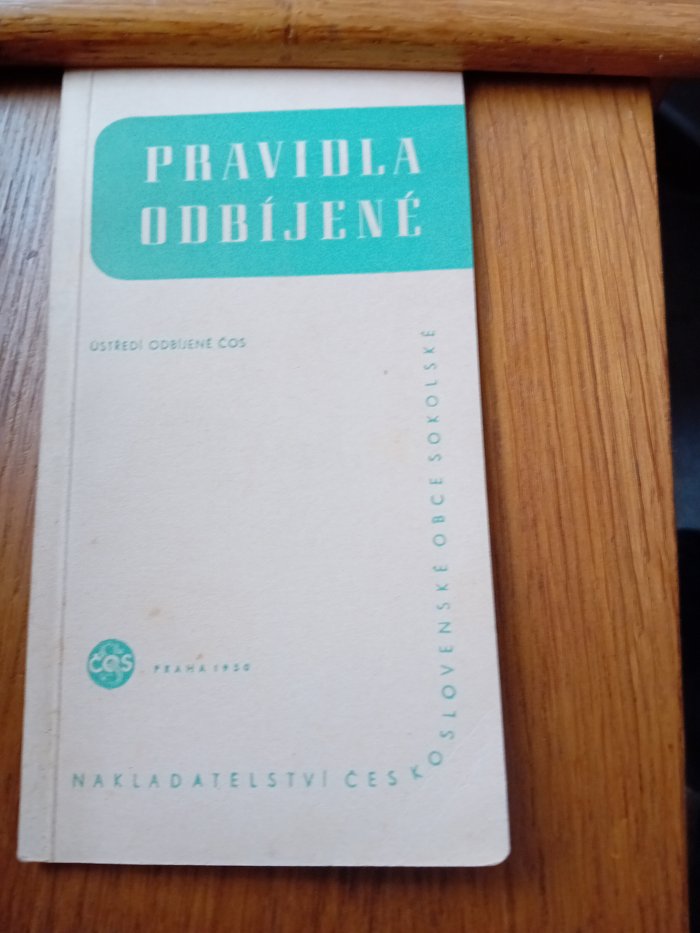 PRAVIDLA
ODBÍJENÉ
ÚSTŘEDÍ ODBÍJENÉ ČOS
ČOS
PRAHA 1950
NAKLADATELSTVÍ ČESKOSLOVENSKÉ OBCE SOKOLSKÉ